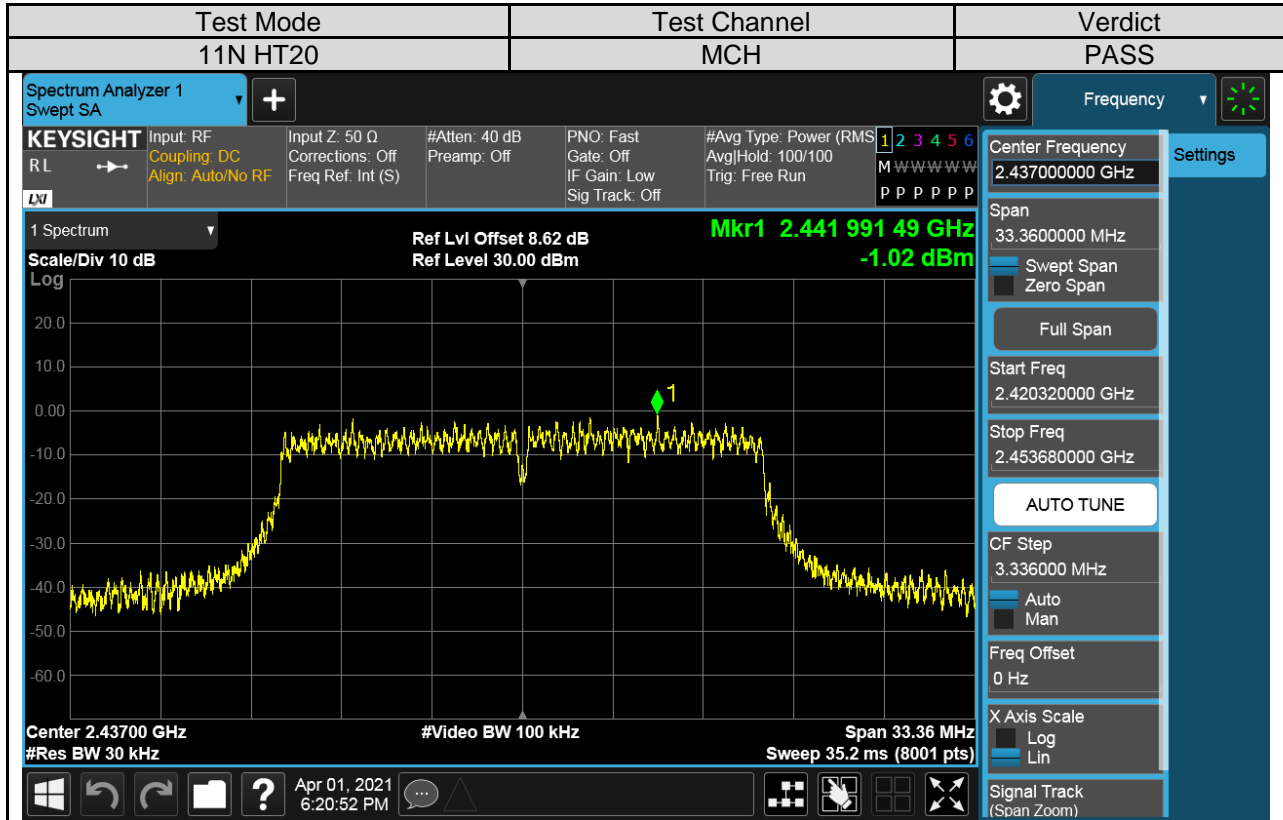 Test Mode Test Channel Verdict
11N HT20 MCH PASS
Spectrum Analyzer 1
Swept SA
+
Frequency
KEYSIGHT Input: RF Input Z: 50 Ω #Atten: 40 dB PNO: Fast #Avg Type: Power (RMS 1 2 3 4 5 6
R L Coupling: DC Corrections: Off Preamp: Off Gate: Off Avg|Hold: 100/100 M W W W W W
Align: Auto/No RF Freq Ref: Int (S) IF Gain: Low Trig: Free Run
LXI Sig Track: Off P P P P P P
1 Spectrum
Ref Lvl Offset 8.62 dB Mkr1 2.441 991 49 GHz
Scale/Div 10 dB Ref Level 30.00 dBm -1.02 dBm
Log
20.0
10.0
0.00
-10.0
-20.0
-30.0
-40.0
-50.0
-60.0
1
Center 2.43700 GHz #Video BW 100 kHz Span 33.36 MHz
#Res BW 30 kHz Sweep 35.2 ms (8001 pts)
?
Apr 01, 2021
6:20:52 PM
Center Frequency
2.437000000 GHz
Settings
Span
33.3600000 MHz
Swept Span
Zero Span
Full Span
Start Freq
2.420320000 GHz
Stop Freq
2.453680000 GHz
AUTO TUNE
CF Step
3.336000 MHz
Auto
Man
Freq Offset
0 Hz
X Axis Scale
Log
Lin
Signal Track
(Span Zoom)